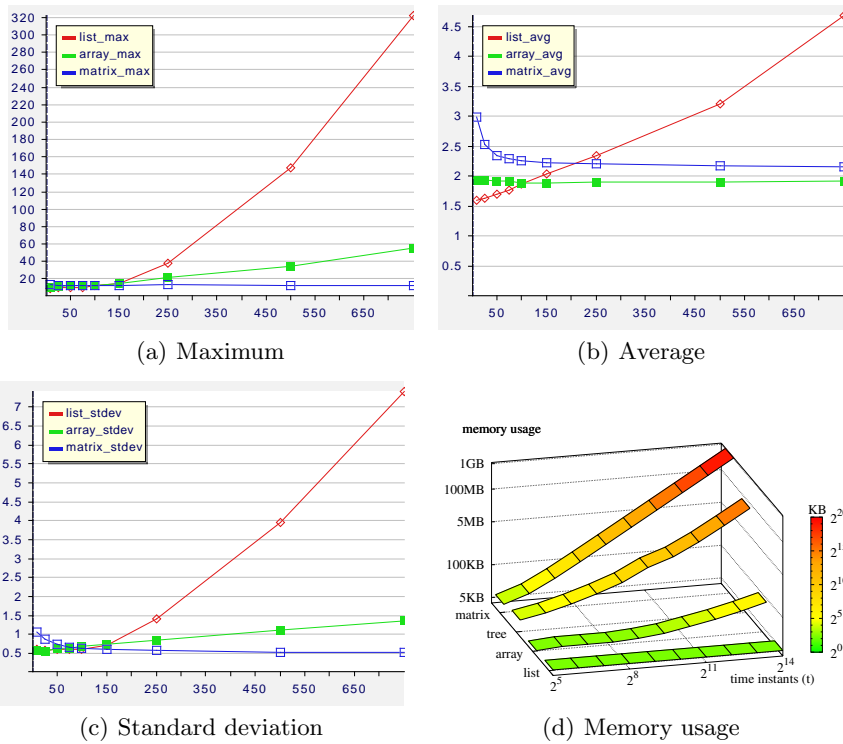 320
300
280
260
240
220
200
180
160
140
120
100
80
60
40
20
list_max
array_max
matrix_max
50 150 250 350 450 550 650
(a) Maximum
4.5
4
3.5
3
2.5
2
1.5
1
0.5
list_avg
array_avg
matrix_avg
50 150 250 350 450 550 650
(b) Average
7
6.5
6
5.5
5
4.5
4
3.5
3
2.5
2
1.5
1
0.5
list_stdev
array_stdev
matrix_stdev
50 150 250 350 450 550 650
(c) Standard deviation
memory usage
1GB
100MB
5MB
100KB
5KB
matrix
tree
array
list
2^5 2^8 2^11 2^14
time instants (t)
KB
2^10
2^5
2^0
(d) Memory usage